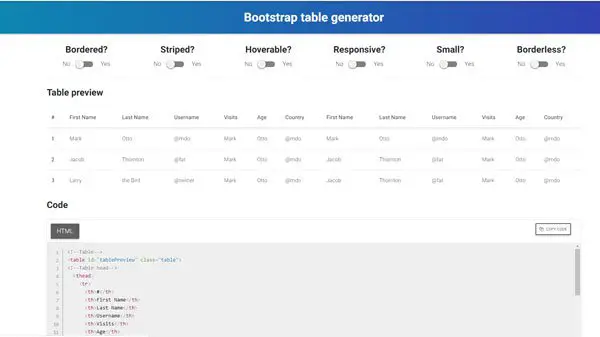 Bootstrap table generator
Bordered? Striped? Hoverable? Responsive? Small? Borderless?
No Yes No Yes No Yes No Yes No Yes No Yes
Table preview
# First Name Last Name Username Visits Age Country First Name Last Name Username Visits Age Country
1 Mark Otto @mdo Mark Otto @mdo Mark Otto @mdo Mark Otto @mdo
2 Jacob Thornton @fat Mark Otto @mdo Jacob Thornton @fat Mark Otto @mdo
3 Larry the Bird @twitter Mark Otto @mdo Jacob Thornton @fat Mark Otto @mdo
Code
HTML COPY CODE
1 <!--Table-->
2 <table id="tablePreview" class="table">
3 <!--Table head-->
4 <thead>
5 <tr>
6 <th>#</th>
7 <th>First Name</th>
8 <th>Last Name</th>
9 <th>Username</th>
10 <th>Visits</th>
11 <th>Age</th>